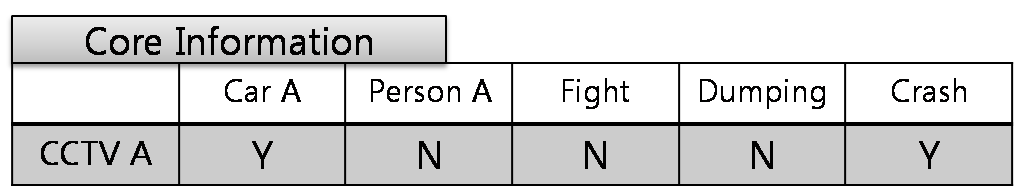 Core Information
Car A Person A Fight Dumping Crash
CCTV A Y N N N Y